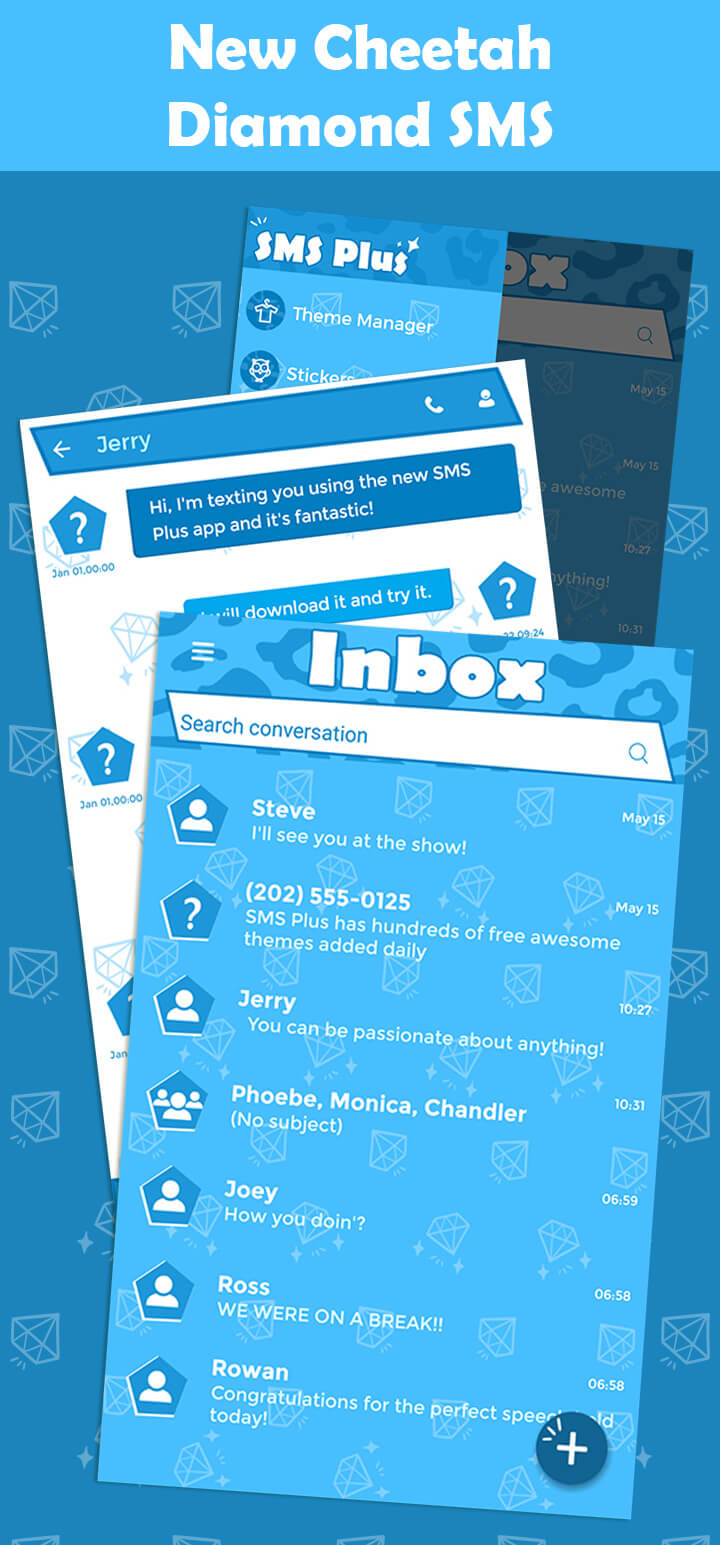 New Cheetah
Diamond SMS
SMS Plus
Theme Manager
Stickers
ox
May 15
May 15
awesome
10:27
nything!
10:31
Jerry
Hi, I'm texting you using the new SMS
Plus app and it's fantastic!
Jan 01,00:00
will download it and try it.
09:24
Jan 01,00:00
Jan
Inbox
Search conversation
Steve
May 15
I'll see you at the show!
(202) 555-0125
May 15
SMS Plus has hundreds of free awesome
themes added daily
Jerry
10:27
You can be passionate about anything!
Phoebe, Monica, Chandler
10:31
(No subject)
Joey
06:59
How you doin'?
Ross
06:58
WE WERE ON A BREAK!!
Rowan
06:58
Congratulations for the perfect speech
today!